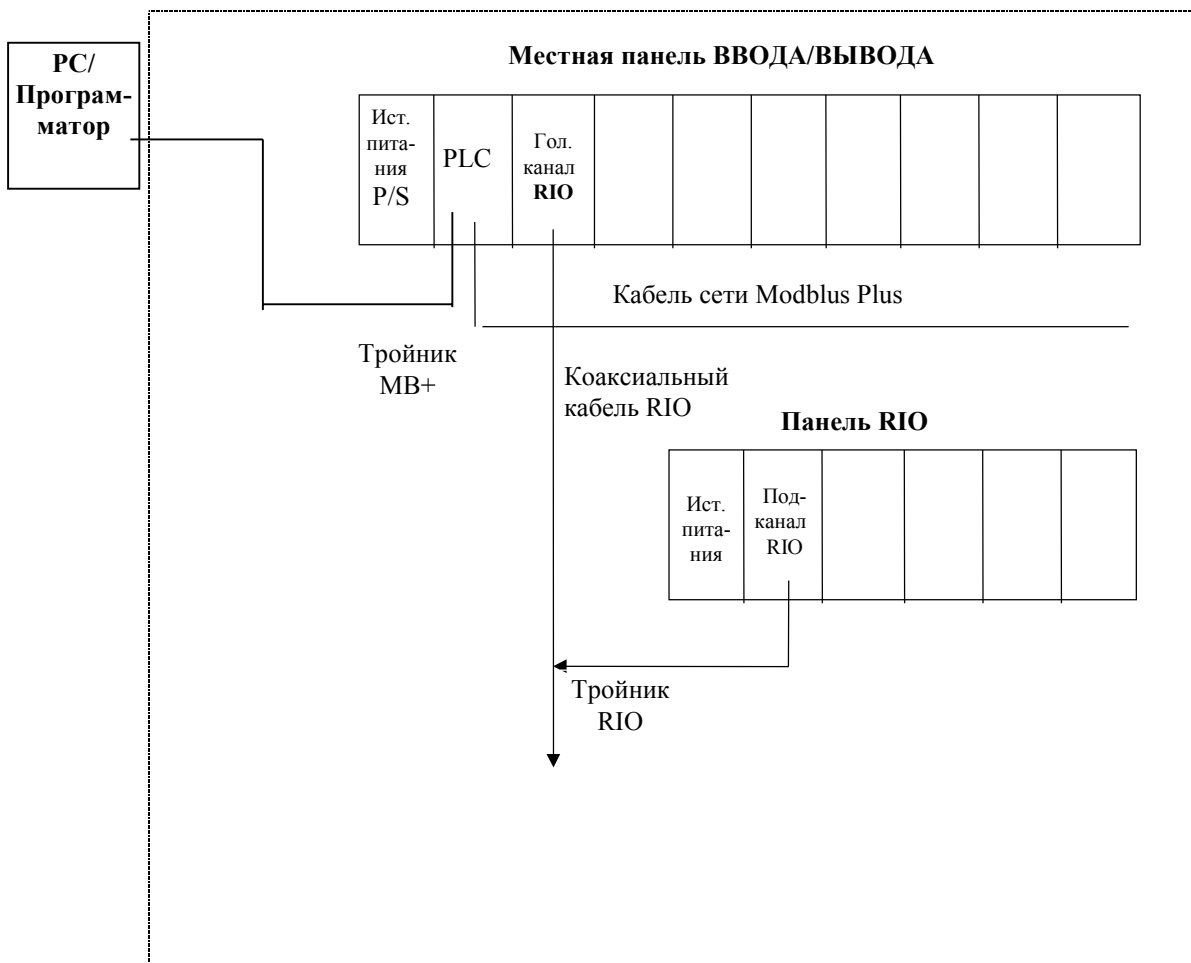 PC/
Програм-
матор
Местная панель ВВОДА/ВЫВОДА
Ист.
пита-
ния
P/S
PLC
Гол.
канал
RIO
Кабель сети Modblus Plus
Тройник
MB+
Коаксиальный
кабель RIO
Панель RIO
Ист.
пита-
ния
Под-
канал
RIO
Тройник
RIO